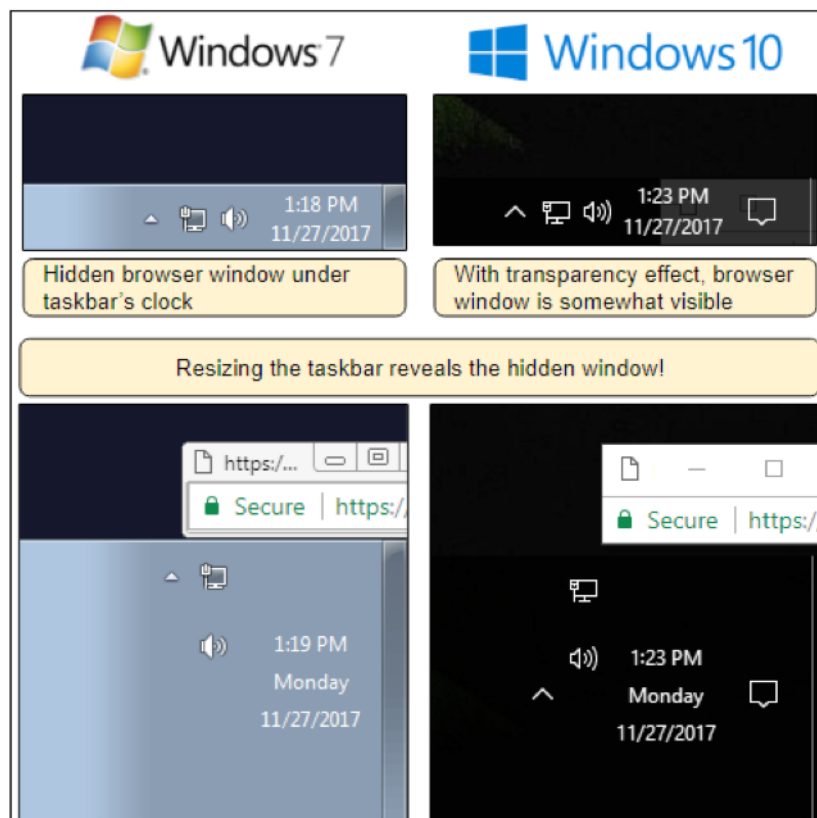 Windows 7
Windows 10
1:18 PM
11/27/2017
1:23 PM
11/27/2017
Hidden browser window under
taskbar's clock
With transparency effect, browser
window is somewhat visible
Resizing the taskbar reveals the hidden window!
https:/...
Secure | https:/
Secure | https:/
1:19 PM
Monday
11/27/2017
1:23 PM
Monday
11/27/2017